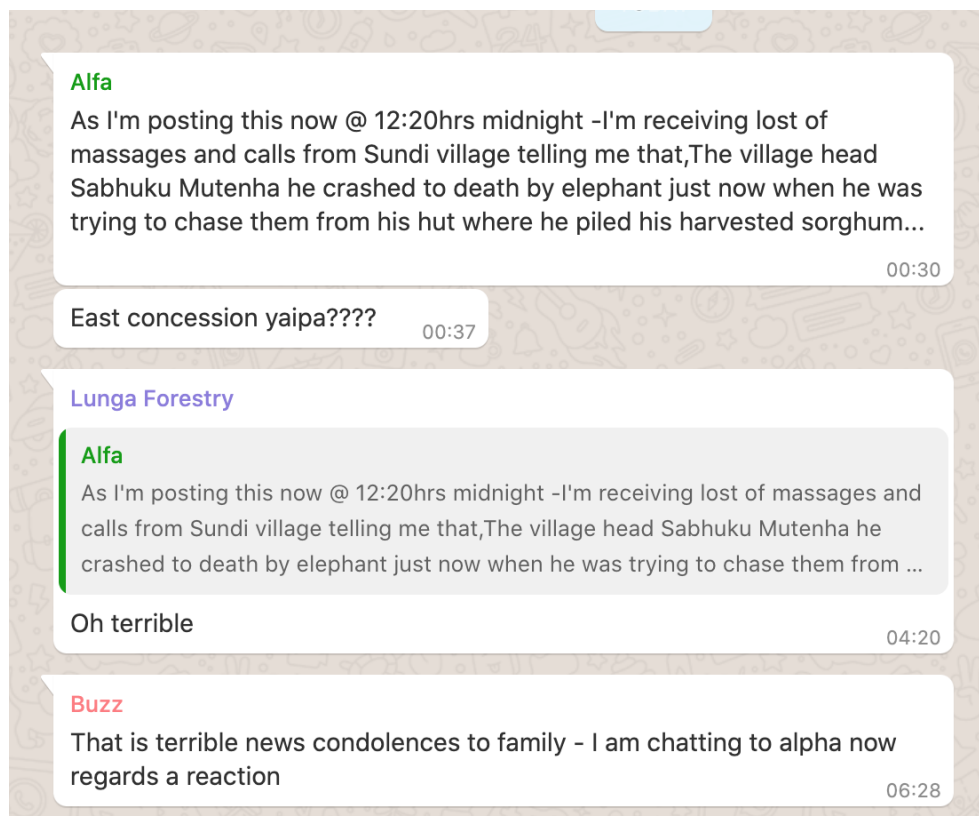 Alfa
As I'm posting this now @ 12:20hrs midnight -I'm receiving lost of
massages and calls from Sundi village telling me that,The village head
Sabhuku Mutenha he crashed to death by elephant just now when he was
trying to chase them from his hut where he piled his harvested sorghum...
00:30
East concession yaipa????
00:37
Lunga Forestry
Alfa
As I'm posting this now @ 12:20hrs midnight -I'm receiving lost of massages and
calls from Sundi village telling me that,The village head Sabhuku Mutenha he
crashed to death by elephant just now when he was trying to chase them from ...
Oh terrible
04:20
Buzz
That is terrible news condolences to family - I am chatting to alpha now
regards a reaction
06:28